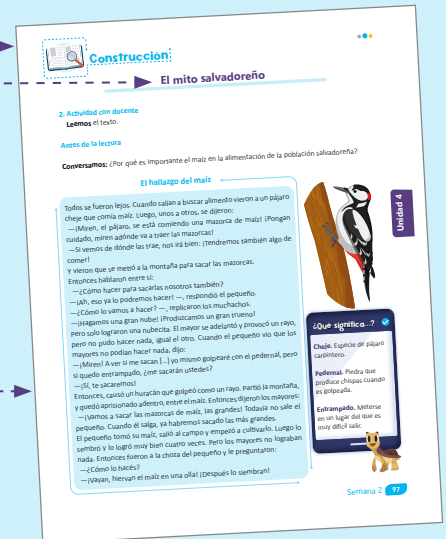 Construcción
El mito salvadoreño
2. Actividad con docente
Leemos el texto.
Antes de la lectura
Conversamos: ¿Por qué es importante el maíz en la alimentación de la población salvadoreña?
El hallazgo del maíz
Todos se fueron lejos. Cuando salían a buscar alimento vieron a un pájaro
cheje que comía maíz. Luego, unos a otros, se dijeron:
—¡Miren, el pájaro, se está comiendo una mazorca de maíz! ¡Pongan
cuidado, miren adónde va a traer las mazorcas!
—Si vemos de dónde las trae, nos irá bien: ¡Tendremos también algo de
comer!
Y vieron que se metió a la montaña para sacar las mazorcas.
Entonces hablaron entre sí:
—¿Cómo hacer para sacarlas nosotros también?
—¡Ah, eso ya lo podremos hacer! —, respondió el pequeño.
—¿Cómo lo vamos a hacer? —, replicaron los muchachos.
—¡Hagamos una gran nube! ¡Produzcamos un gran trueno!
Pero solo lograron una nubecita. El mayor se adelantó y provocó un rayo,
pero no pudo hacer nada, igual el otro. Cuando el pequeño vio que los
mayores no podían hacer nada, dijo:
—¡Miren! A ver si me sacan [...] yo mismo golpearé con el pedernal, pero
si quedo entrampado, ¿me sacarán ustedes?
—¡Sí, te sacaremos!
Entonces, causó un huracán que golpeó como un rayo. Partió la montaña,
y quedó aprisionado adentro, entre el maíz. Entonces dijeron los mayores:
—¡Vamos a sacar las mazorcas de maíz, las grandes! Todavía no sale el
pequeño. Cuando él salga, ya habremos sacado las más grandes.
El pequeño tomó su maíz, salió al campo y empezó a cultivarlo. Luego lo
sembró y lo logró muy bien cuatro veces. Pero los mayores no lograban
nada. Entonces fueron a la choza del pequeño y le preguntaron:
—¿Cómo lo hacés?
—¡Vayan, hiervan el maíz en una olla! ¡Después lo siembran!
Unidad 4
¿Qué significa...?
Cheje. Especie de pájaro
carpintero.
Pedernal. Piedra que
produce chispas cuando
es golpeada.
Entrampado. Meterse
en un lugar del que es
muy difícil salir.
Semana 2 97